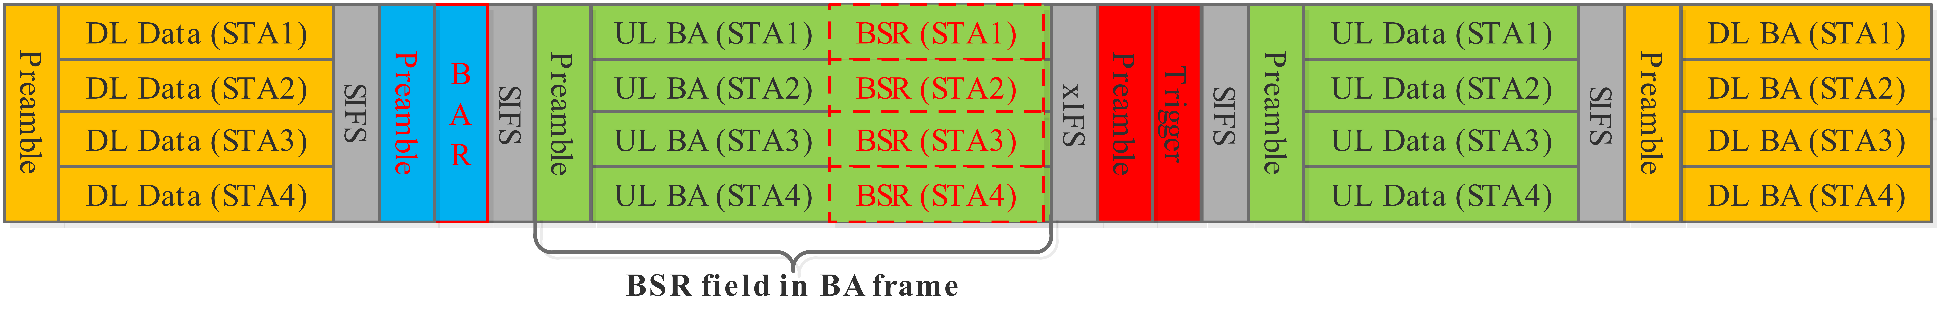 Preamble
DL Data (STA1)
DL Data (STA2)
DL Data (STA3)
DL Data (STA4)
SIFS
Preamble
B
A
R
SIFS
Preamble
UL BA (STA1) BSR (STA1)
UL BA (STA2) BSR (STA2)
UL BA (STA3) BSR (STA3)
UL BA (STA4) BSR (STA4)
xIFS
Preamble
Trigger
SIFS
Preamble
UL Data (STA1)
UL Data (STA2)
UL Data (STA3)
UL Data (STA4)
SIFS
Preamble
DL BA (STA1)
DL BA (STA2)
DL BA (STA3)
DL BA (STA4)
BSR field in BA frame